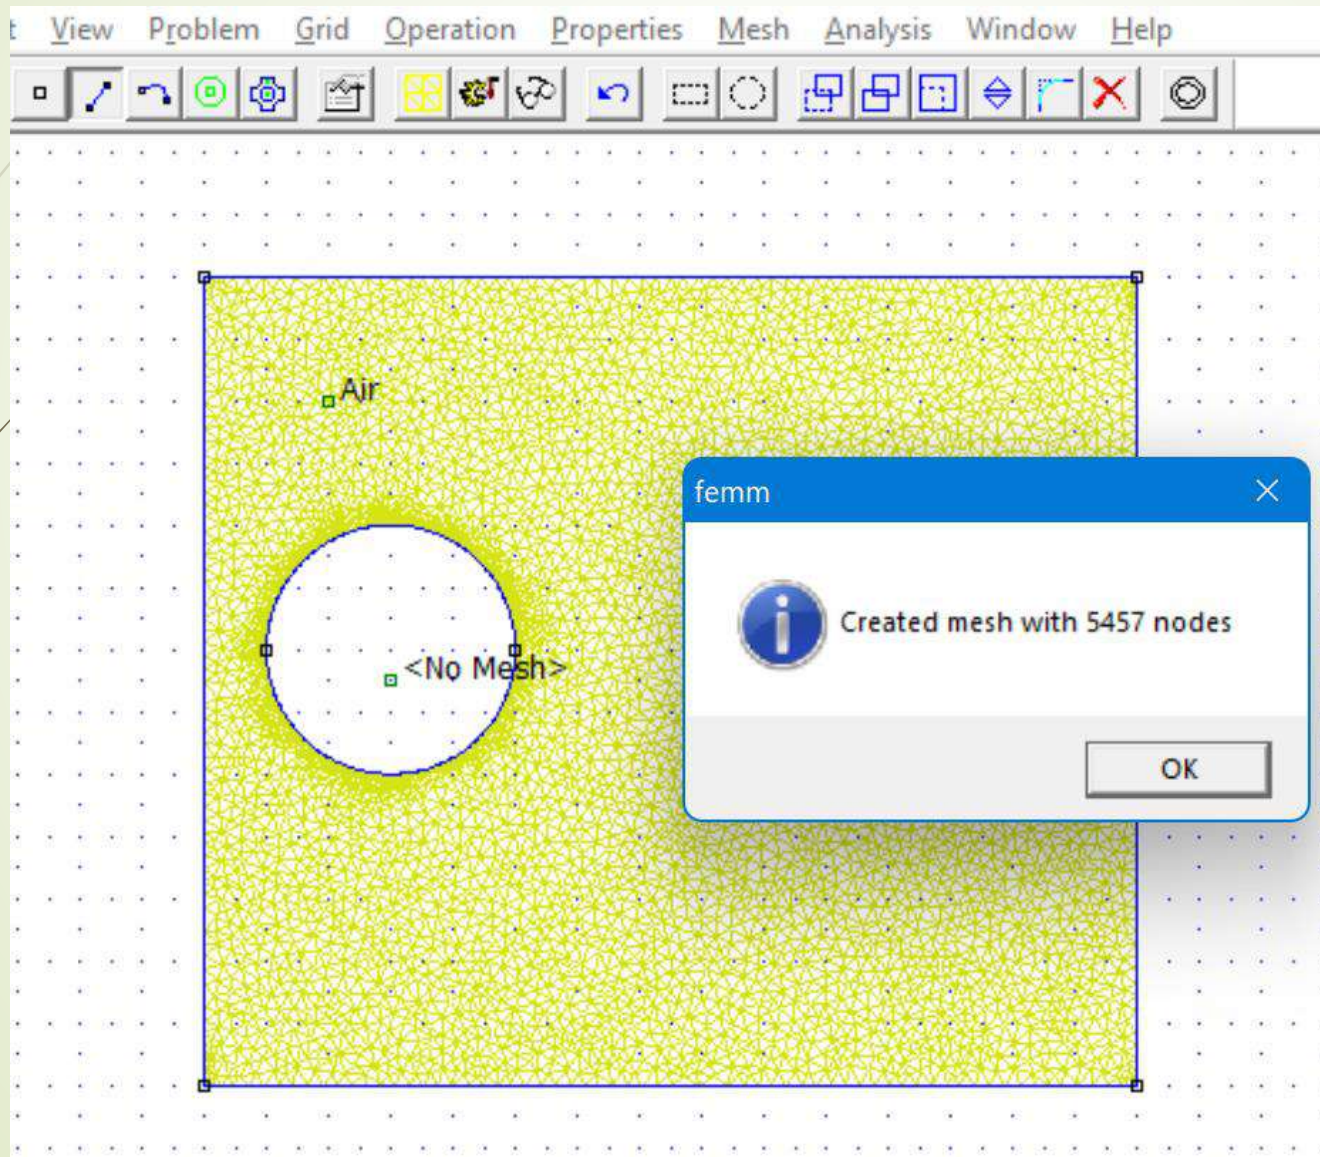 t View Problem Grid Operation Properties Mesh Analysis Window Help
Air
femm
Created mesh with 5457 nodes
<No Mesh>
OK